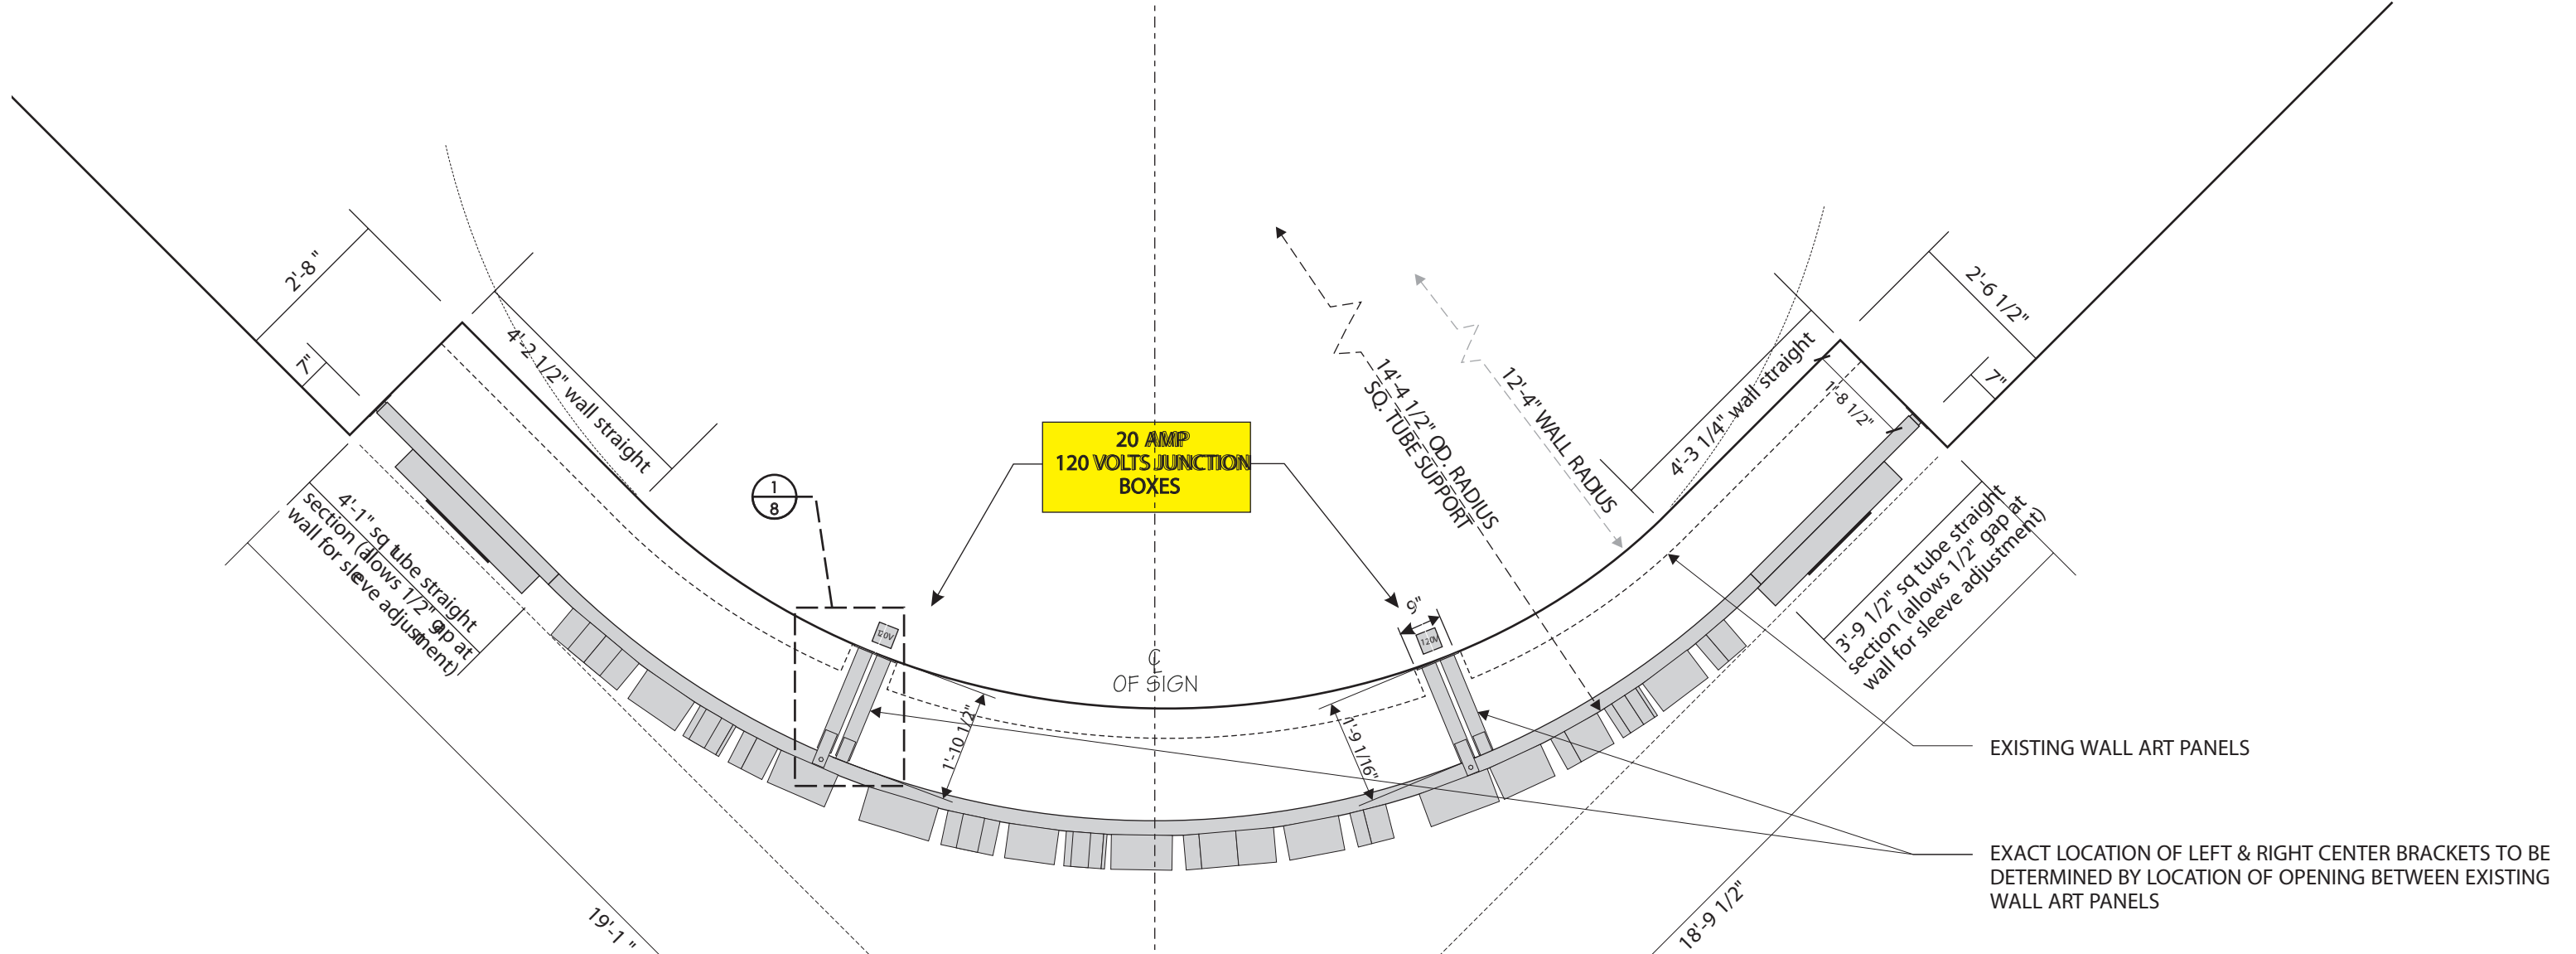 2'-8 "
7"
4'-2 1/2" wall straight
4'-1" sq tube straight
section (allows 1/2" gap at
wall for sleeve adjustment)
19'-1 "
1
8
20 AMP
120 VOLTS JUNCTION
BOXES
120V
1'-10 1/2"
CL
OF SIGN
14'-4 1/2" OD. RADIUS
SQ. TUBE SUPPORT
12'-4" WALL RADIUS
9"
120V
1'-9 1/16"
4'-3 1/4" wall straight
1'-8 1/2"
2'-6 1/2"
7"
3'-9 1/2" sq tube straight
section (allows 1/2" gap at
wall for sleeve adjustment)
18'-9 1/2"
EXISTING WALL ART PANELS
EXACT LOCATION OF LEFT & RIGHT CENTER BRACKETS TO BE
DETERMINED BY LOCATION OF OPENING BETWEEN EXISTING
WALL ART PANELS